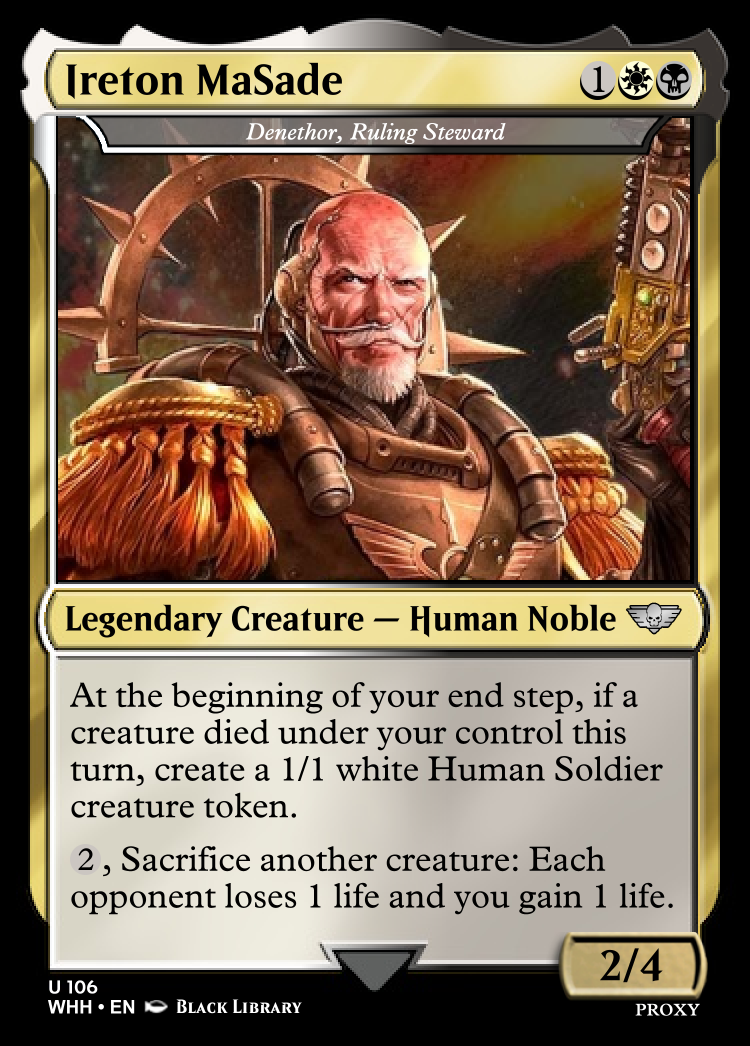 Ireton MaSade 1
Denethor, Ruling Steward
Legendary Creature — Human Noble
At the beginning of your end step, if a
creature died under your control this
turn, create a 1/1 white Human Soldier
creature token.
2, Sacrifice another creature: Each
opponent loses 1 life and you gain 1 life.
2/4
U 106
WHH • EN Black Library
PROXY